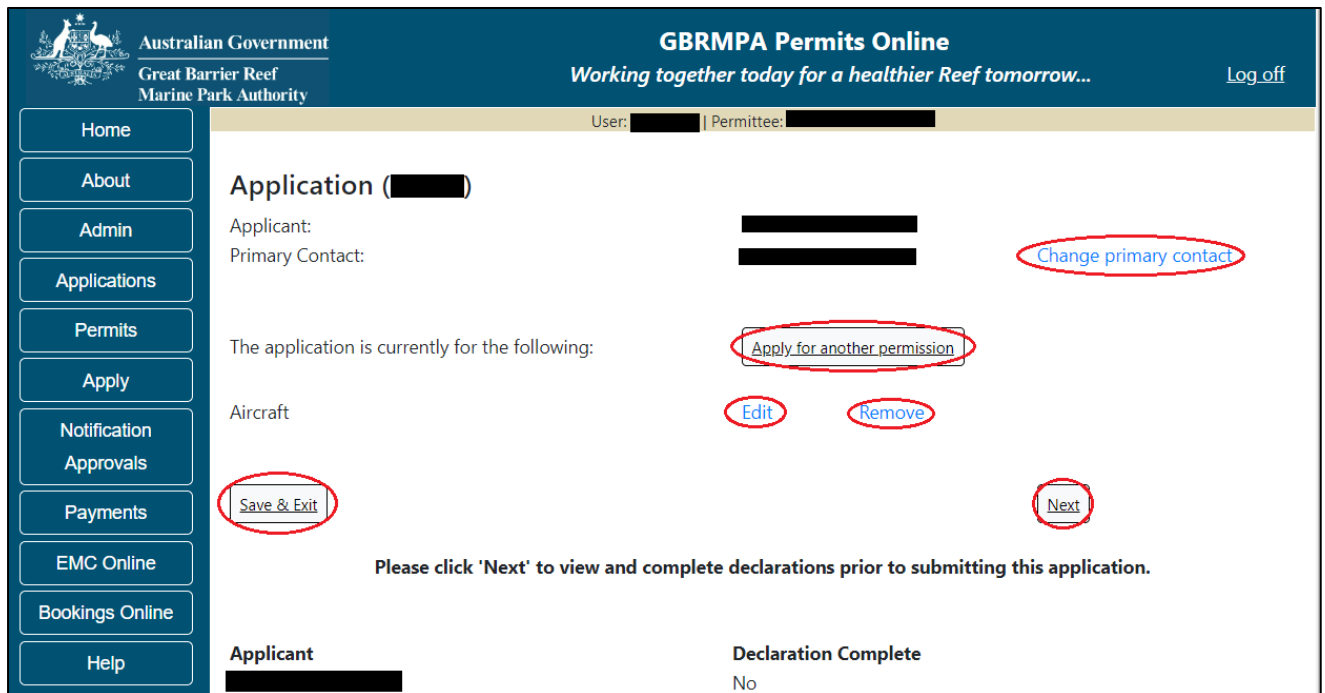 Australian Government
Great Barrier Reef
Marine Park Authority
GBRMPA Permits Online
Working together today for a healthier Reef tomorrow...
Log off
Home
About
Admin
Applications
Permits
Apply
Notification
Approvals
Payments
EMC Online
Bookings Online
Help
User: | Permittee:
Application ( )
Applicant:
Primary Contact:
Change primary contact
The application is currently for the following:
Apply for another permission
Aircraft
Edit
Remove
Save & Exit
Next
Please click 'Next' to view and complete declarations prior to submitting this application.
Applicant
Declaration Complete
No